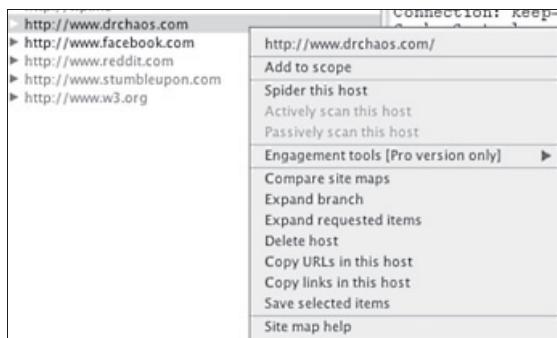 Connection: keep-
http://www.drchaos.com
http://www.facebook.com
http://www.reddit.com
http://www.stumbleupon.com
http://www.w3.org
http://www.drchaos.com/
Add to scope
Spider this host
Actively scan this host
Passively scan this host
Engagement tools [Pro version only]
Compare site maps
Expand branch
Expand requested items
Delete host
Copy URLs in this host
Copy links in this host
Save selected items
Site map help